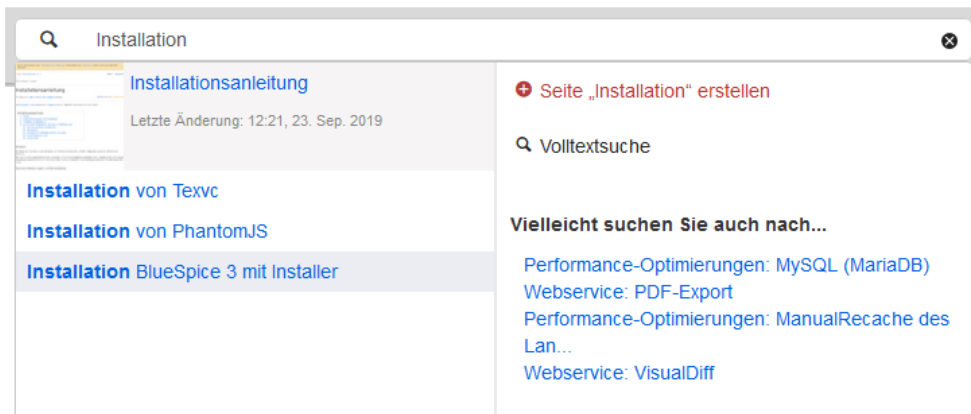 Installation
Installationsanleitung
Letzte Änderung: 12:21, 23. Sep. 2019
Installation von Texvc
Installation von PhantomJS
Installation BlueSpice 3 mit Installer
Seite „Installation“ erstellen
Volltextsuche
Vielleicht suchen Sie auch nach...
Performance-Optimierungen: MySQL (MariaDB)
Webservice: PDF-Export
Performance-Optimierungen: ManualRecache des
Lan...
Webservice: VisualDiff